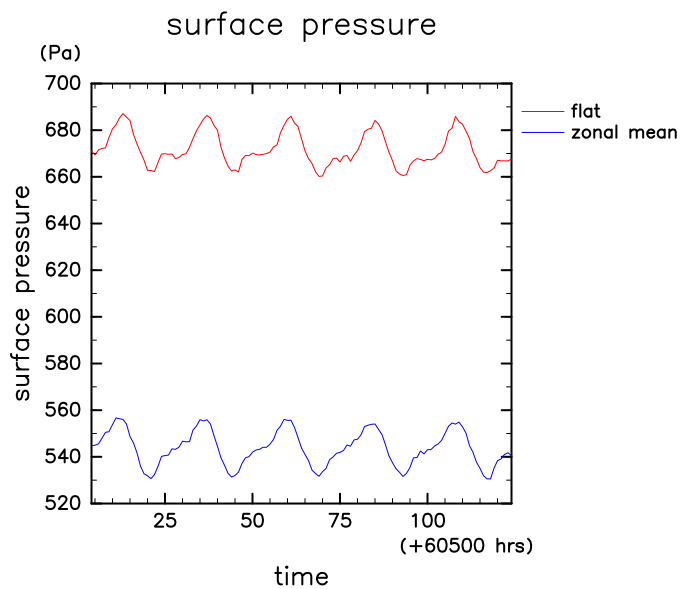 surface pressure
(Pa)
700
680
660
640
620
600
580
560
540
520
surface pressure
25 50 75 100
(+60500 hrs)
time
flat
zonal mean